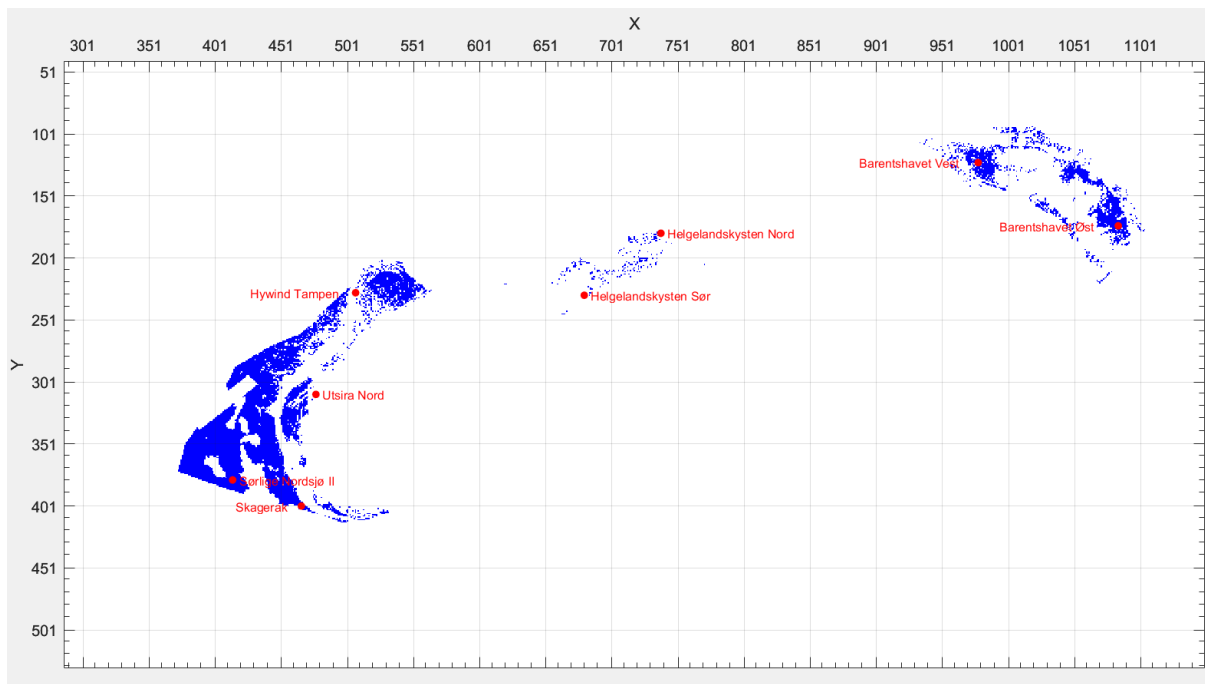 X
301 351 401 451 501 551 601 651 701 751 801 851 901 951 1001 1051 1101
51
101
Barentshavet Vest
151
Barentshavet Øst
Helgelandskysten Nord
201
Hywind Tampen
Helgelandskysten Sør
251
Y
301
Utsira Nord
351
Sørlige Nordsjø II
401
Skagerak
451
501